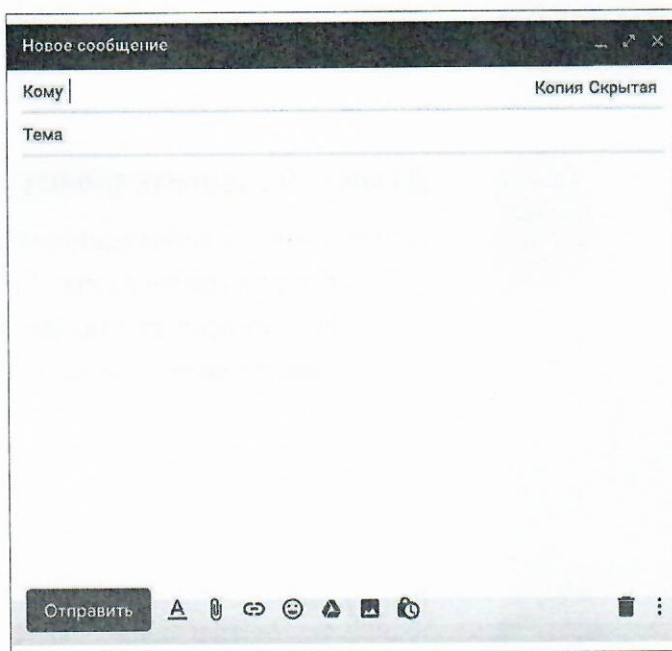 Новое сообщение
Кому
Копия Скрытая
Тема
Отправить